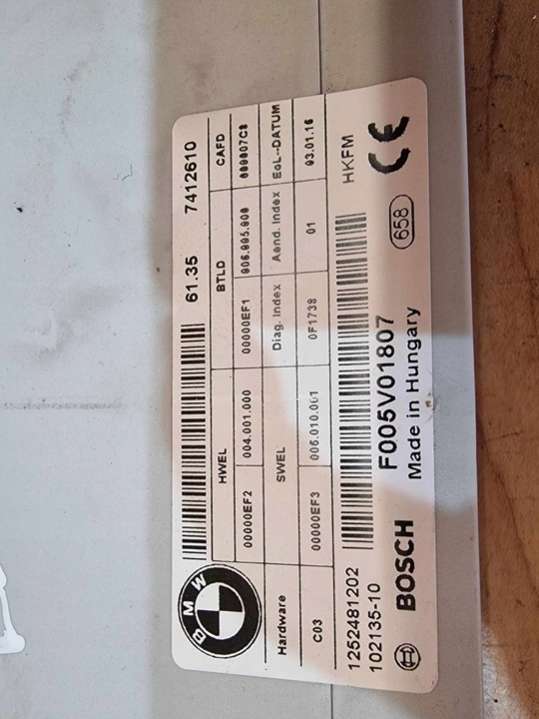 BMW
61.35 7412610
HWEL BTLD CAFD
00000EF2 004.001.000 00000EF1 006.005.000 000007C8
Hardware SWEL Diag. Index Aend. Index EoL--DATUM
C03 00000EF3 006.010.001 0F1738 01 03.01.16
1252481202 HKFM
102135-10 F005V01807 658 CE
BOSCH Made in Hungary